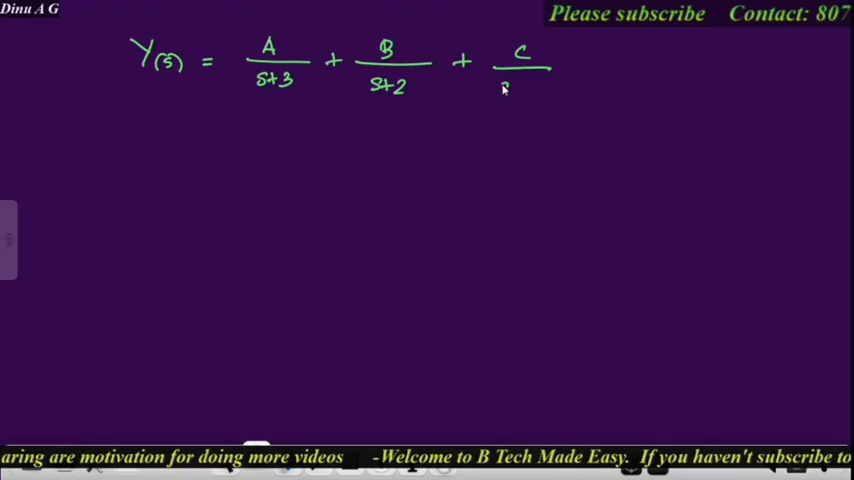 Dinu A G
Please subscribe Contact: 807
Y(s) = A/(s+3) + B/(s+2) + C/
aring are motivation for doing more videos -Welcome to B Tech Made Easy. If you haven't subscribe to